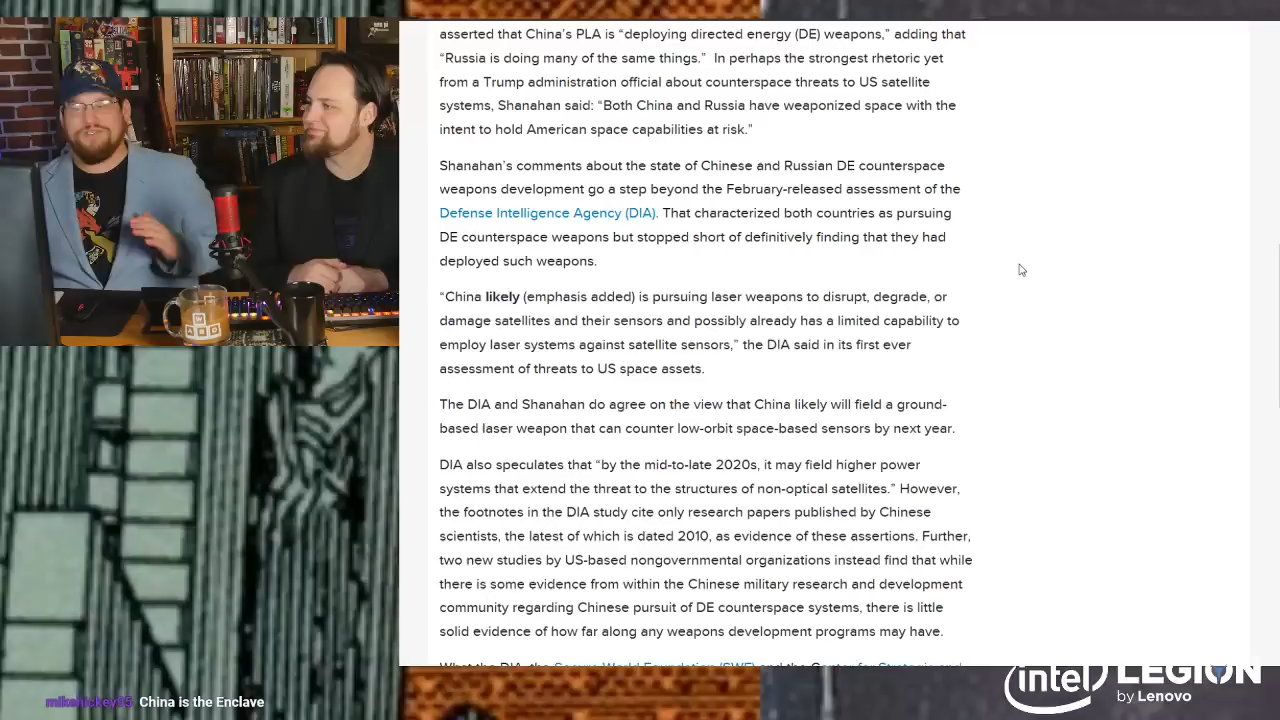 asserted that China's PLA is “deploying directed energy (DE) weapons,” adding that
“Russia is doing many of the same things.”  In perhaps the strongest rhetoric yet
from a Trump administration official about counterspace threats to US satellite
systems, Shanahan said: “Both China and Russia have weaponized space with the
intent to hold American space capabilities at risk.”
Shanahan's comments about the state of Chinese and Russian DE counterspace
weapons development go a step beyond the February-released assessment of the
Defense Intelligence Agency (DIA). That characterized both countries as pursuing
DE counterspace weapons but stopped short of definitively finding that they had
deployed such weapons.
“China likely (emphasis added) is pursuing laser weapons to disrupt, degrade, or
damage satellites and their sensors and possibly already has a limited capability to
employ laser systems against satellite sensors,” the DIA said in its first ever
assessment of threats to US space assets.
The DIA and Shanahan do agree on the view that China likely will field a ground-
based laser weapon that can counter low-orbit space-based sensors by next year.
DIA also speculates that “by the mid-to-late 2020s, it may field higher power
systems that extend the threat to the structures of non-optical satellites.” However,
the footnotes in the DIA study cite only research papers published by Chinese
scientists, the latest of which is dated 2010, as evidence of these assertions. Further,
two new studies by US-based nongovernmental organizations instead find that while
there is some evidence from within the Chinese military research and development
community regarding Chinese pursuit of DE counterspace systems, there is little
solid evidence of how far along any weapons development programs may have.
What the DIA, the Secure World Foundation (SWF) and the Center for Strategic and
mikehickey05 China is the Enclave
intel LEGION
by Lenovo